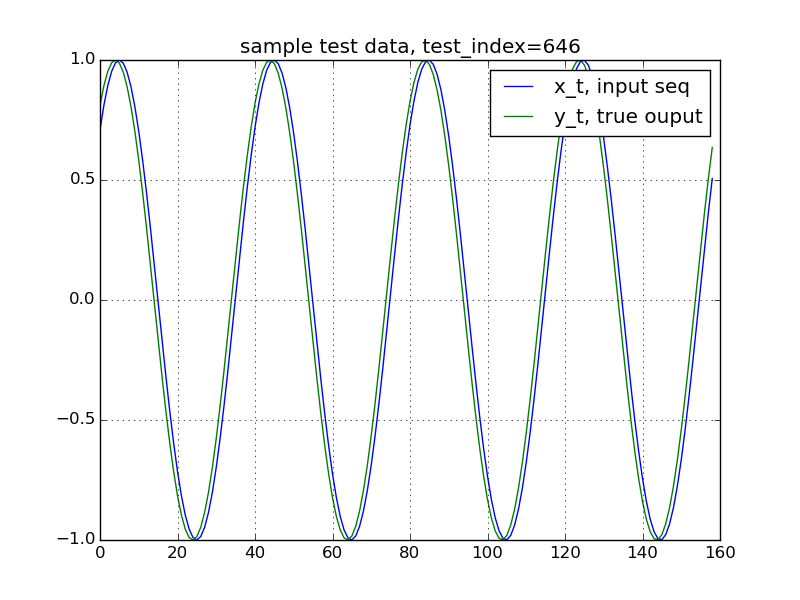 sample test data, test_index=646
x_t, input seq
y_t, true ouput
1.0
0.5
0.0
−0.5
−1.0
0 20 40 60 80 100 120 140 160